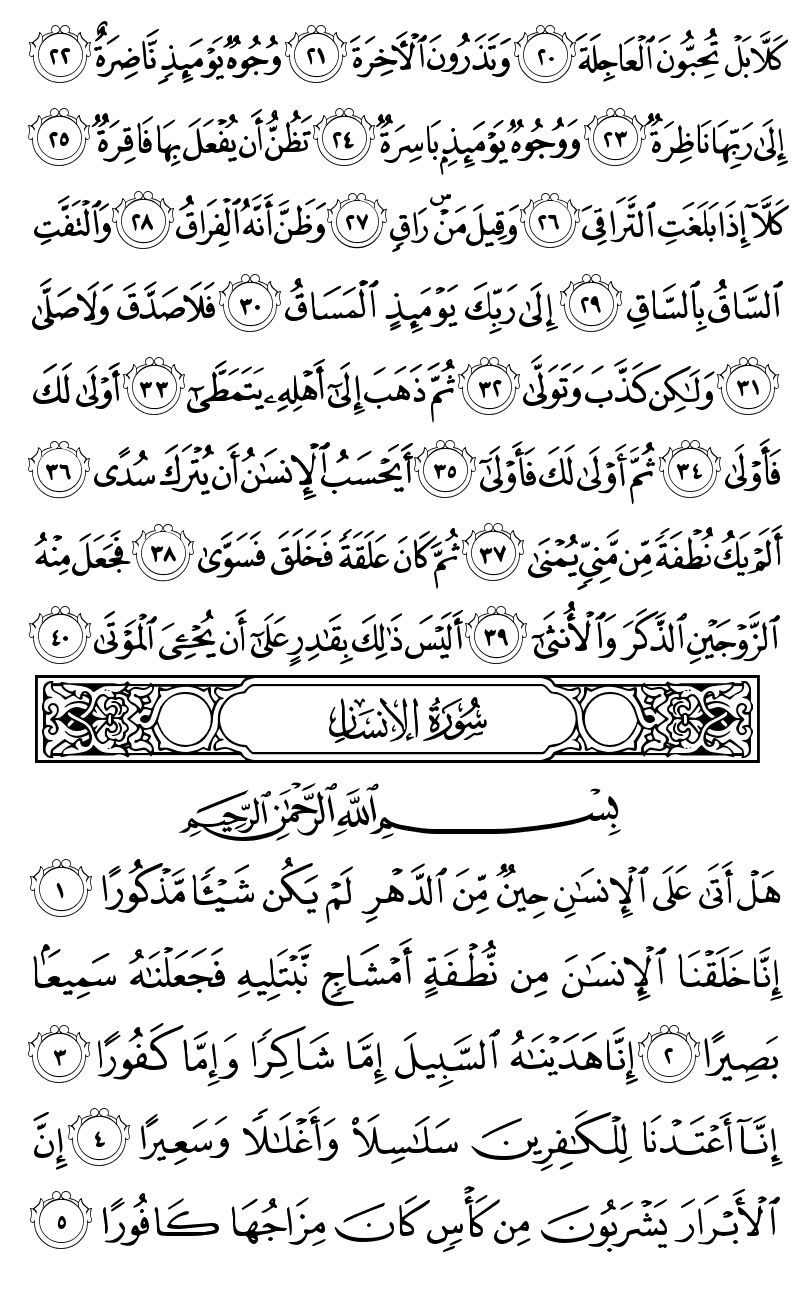 كَلَّا بَلْ تُحِبُّونَ ٱلْعَاجِلَةَ ٢٠ وَتَذَرُونَ ٱلْـَٔاخِرَةَ ٢١ وُجُوهٌ يَوْمَئِذٍ نَّاضِرَةٌ ٢٢
إِلَىٰ رَبِّهَا نَاظِرَةٌ ٢٣ وَوُجُوهٌ يَوْمَئِذٍۭ بَاسِرَةٌ ٢٤ تَظُنُّ أَن يُفْعَلَ بِهَا فَاقِرَةٌ ٢٥
كَلَّآ إِذَا بَلَغَتِ ٱلتَّرَاقِىَ ٢٦ وَقِيلَ مَنْ ۜ رَاقٍ ٢٧ وَظَنَّ أَنَّهُ ٱلْفِرَاقُ ٢٨ وَٱلْتَفَّتِ
ٱلسَّاقُ بِٱلسَّاقِ ٢٩ إِلَىٰ رَبِّكَ يَوْمَئِذٍ ٱلْمَسَاقُ ٣٠ فَلَا صَدَّقَ وَلَا صَلَّىٰ
٣١ وَلَـٰكِن كَذَّبَ وَتَوَلَّىٰ ٣٢ ثُمَّ ذَهَبَ إِلَىٰٓ أَهْلِهِۦ يَتَمَطَّىٰٓ ٣٣ أَوْلَىٰ لَكَ
فَأَوْلَىٰ ٣٤ ثُمَّ أَوْلَىٰ لَكَ فَأَوْلَىٰٓ ٣٥ أَيَحْسَبُ ٱلْإِنسَـٰنُ أَن يُتْرَكَ سُدًى ٣٦
أَلَمْ يَكُ نُطْفَةً مِّن مَّنِىٍّ يُمْنَىٰ ٣٧ ثُمَّ كَانَ عَلَقَةً فَخَلَقَ فَسَوَّىٰ ٣٨ فَجَعَلَ مِنْهُ
ٱلزَّوْجَيْنِ ٱلذَّكَرَ وَٱلْأُنثَىٰٓ ٣٩ أَلَيْسَ ذَٰلِكَ بِقَـٰدِرٍ عَلَىٰٓ أَن يُحْـِۧىَ ٱلْمَوْتَىٰ ٤٠
سُورَةُ الإِنسَانِ
بِسْمِ ٱللَّهِ ٱلرَّحْمَـٰنِ ٱلرَّحِيمِ
هَلْ أَتَىٰ عَلَى ٱلْإِنسَـٰنِ حِينٌ مِّنَ ٱلدَّهْرِ لَمْ يَكُن شَيْـًٔا مَّذْكُورًا ١
إِنَّا خَلَقْنَا ٱلْإِنسَـٰنَ مِن نُّطْفَةٍ أَمْشَاجٍ نَّبْتَلِيهِ فَجَعَلْنَـٰهُ سَمِيعًۢا
بَصِيرًا ٢ إِنَّا هَدَيْنَـٰهُ ٱلسَّبِيلَ إِمَّا شَاكِرًا وَإِمَّا كَفُورًا ٣
إِنَّآ أَعْتَدْنَا لِلْكَـٰفِرِينَ سَلَـٰسِلَا۟ وَأَغْلَـٰلًا وَسَعِيرًا ٤ إِنَّ
ٱلْأَبْرَارَ يَشْرَبُونَ مِن كَأْسٍ كَانَ مِزَاجُهَا كَافُورًا ٥